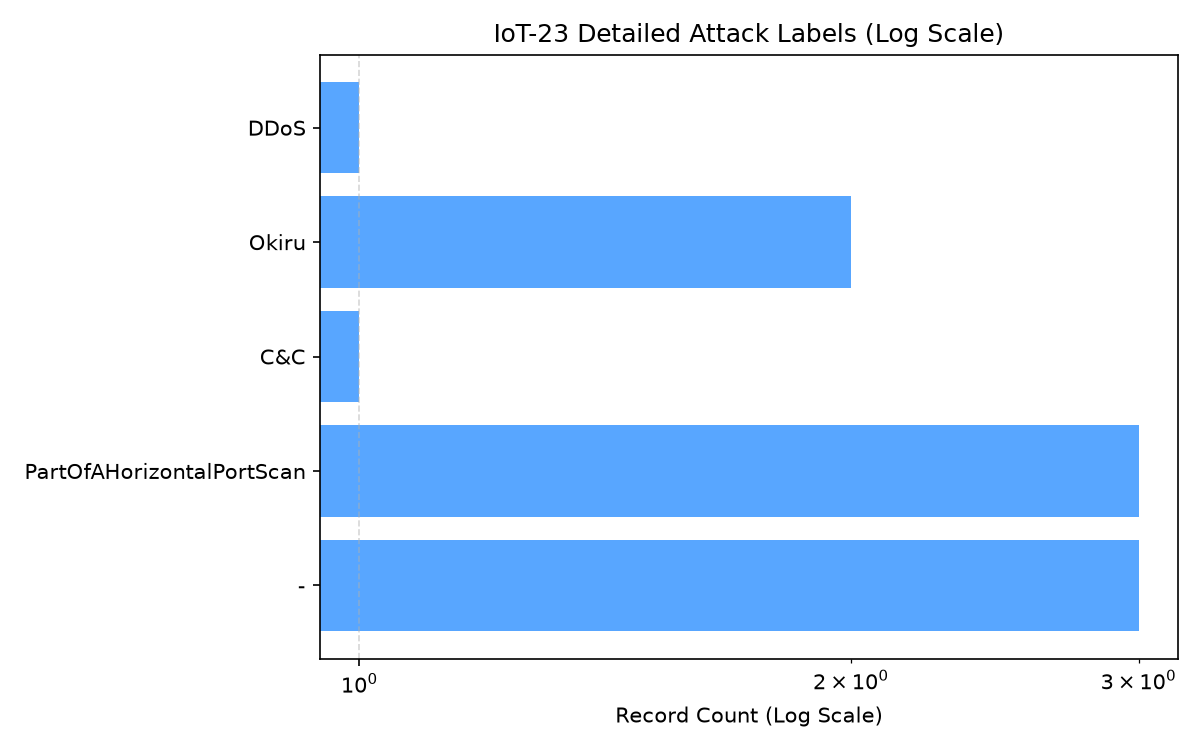 IoT-23 Detailed Attack Labels (Log Scale)
DDoS
Okiru
C&C
PartOfAHorizontalPortScan
-
10⁰
2 × 10⁰
3 × 10⁰
Record Count (Log Scale)